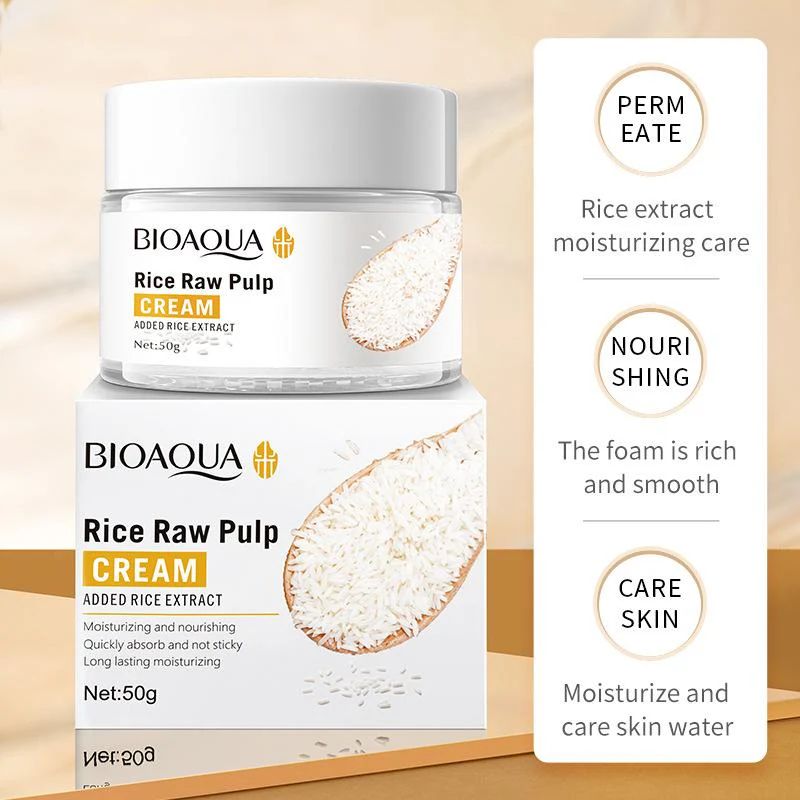 BIOAQUA
Rice Raw Pulp
CREAM
ADDED RICE EXTRACT
Net:50g
BIOAQUA
Rice Raw Pulp
CREAM
ADDED RICE EXTRACT
Moisturizing and nourishing
Quickly absorb and not sticky
Long lasting moisturizing
Net:50g
Net:50g
PERM
EATE
Rice extract
moisturizing care
NOURI
SHING
The foam is rich
and smooth
CARE
SKIN
Moisturize and
care skin water